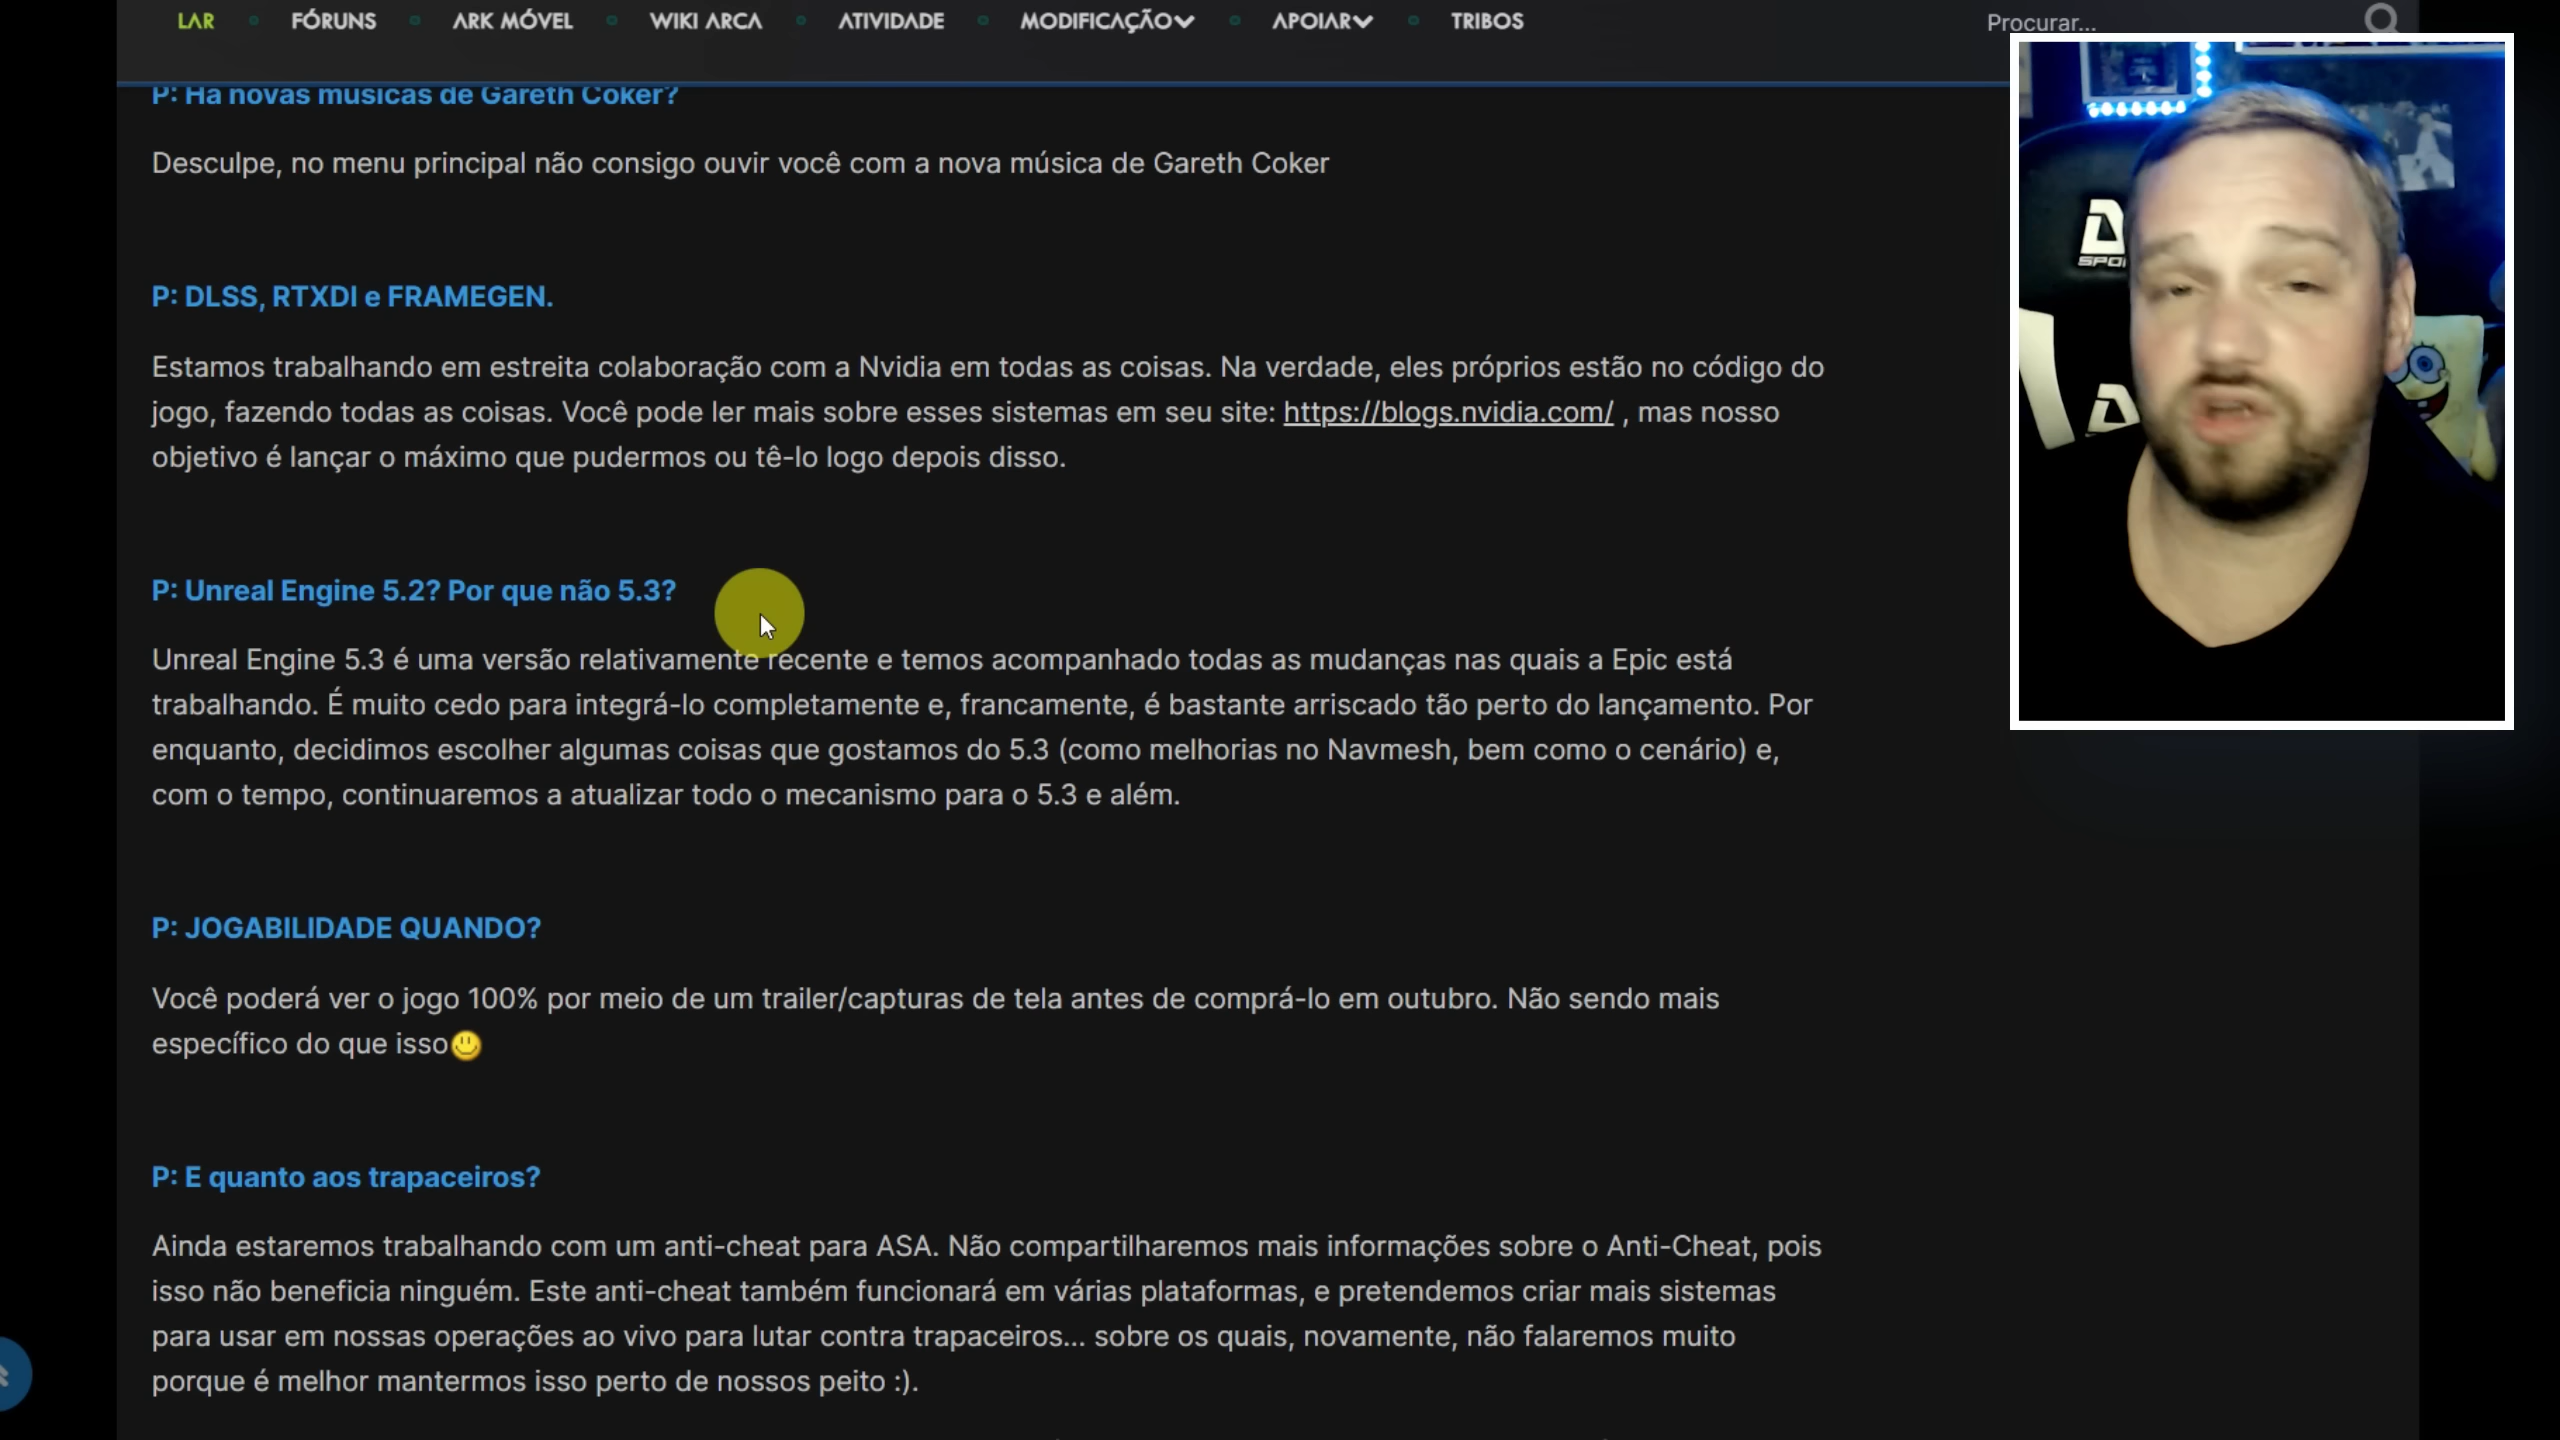 LAR FÓRUNS ARK MÓVEL WIKI ARCA ATIVIDADE MODIFICAÇÃO APOIAR TRIBOS Procurar...
P: Há novas músicas de Gareth Coker?
Desculpe, no menu principal não consigo ouvir você com a nova música de Gareth Coker
P: DLSS, RTXDI e FRAMEGEN.
Estamos trabalhando em estreita colaboração com a Nvidia em todas as coisas. Na verdade, eles próprios estão no código do
jogo, fazendo todas as coisas. Você pode ler mais sobre esses sistemas em seu site: https://blogs.nvidia.com/ , mas nosso
objetivo é lançar o máximo que pudermos ou tê-lo logo depois disso.
P: Unreal Engine 5.2? Por que não 5.3?
Unreal Engine 5.3 é uma versão relativamente recente e temos acompanhado todas as mudanças nas quais a Epic está
trabalhando. É muito cedo para integrá-lo completamente e, francamente, é bastante arriscado tão perto do lançamento. Por
enquanto, decidimos escolher algumas coisas que gostamos do 5.3 (como melhorias no Navmesh, bem como o cenário) e,
com o tempo, continuaremos a atualizar todo o mecanismo para o 5.3 e além.
P: JOGABILIDADE QUANDO?
Você poderá ver o jogo 100% por meio de um trailer/capturas de tela antes de comprá-lo em outubro. Não sendo mais
específico do que isso
P: E quanto aos trapaceiros?
Ainda estaremos trabalhando com um anti-cheat para ASA. Não compartilharemos mais informações sobre o Anti-Cheat, pois
isso não beneficia ninguém. Este anti-cheat também funcionará em várias plataformas, e pretendemos criar mais sistemas
para usar em nossas operações ao vivo para lutar contra trapaceiros... sobre os quais, novamente, não falaremos muito
porque é melhor mantermos isso perto de nossos peito :).